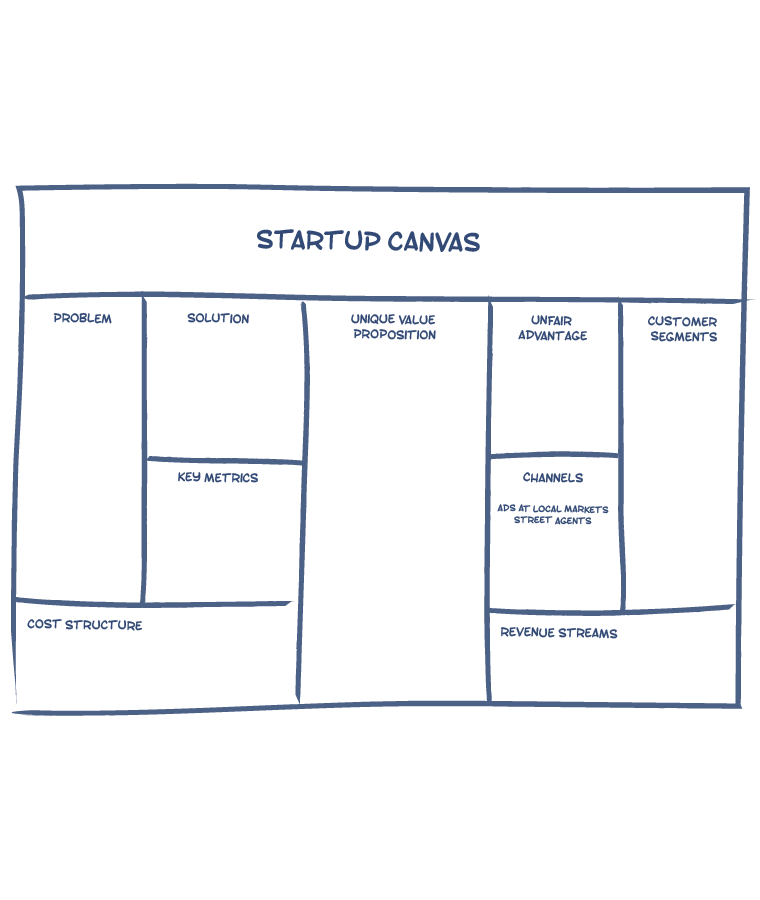 STARTUP CANVAS
PROBLEM
SOLUTION
KEY METRICS
UNIQUE VALUE
PROPOSITION
UNFAIR
ADVANTAGE
CHANNELS
ADS AT LOCAL MARKETS
STREET AGENTS
CUSTOMER
SEGMENTS
COST STRUCTURE
REVENUE STREAMS